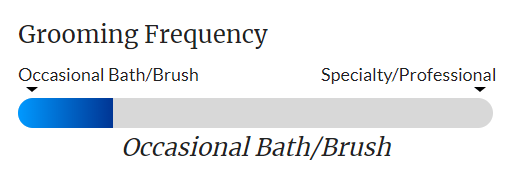 Grooming Frequency
Occasional Bath/Brush Specialty/Professional
Occasional Bath/Brush